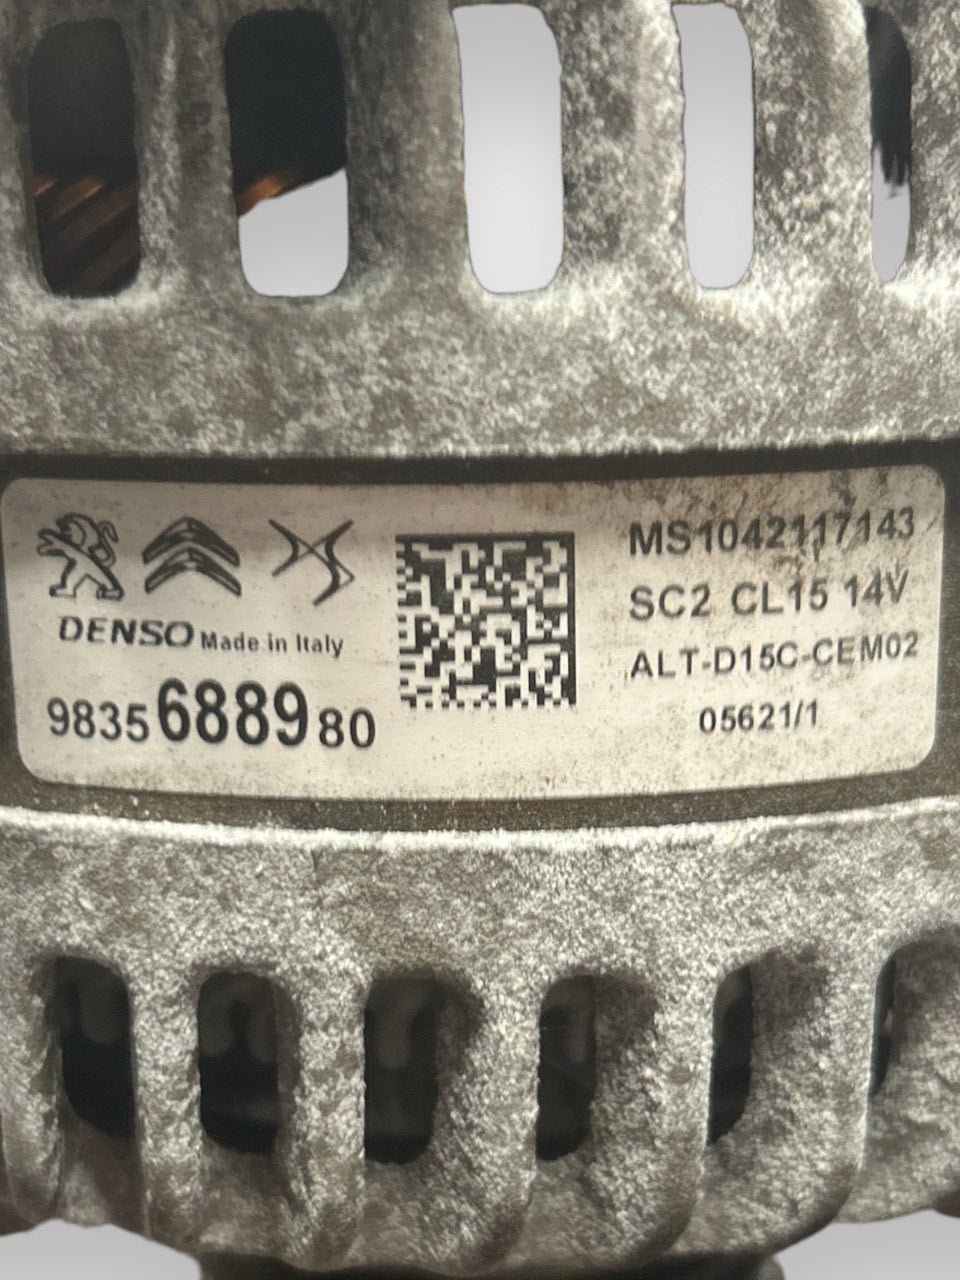 DENSO Made in Italy
9835688980
MS1042117143
SC2 CL15 14V
ALT-D15C-CEM02
05621/1